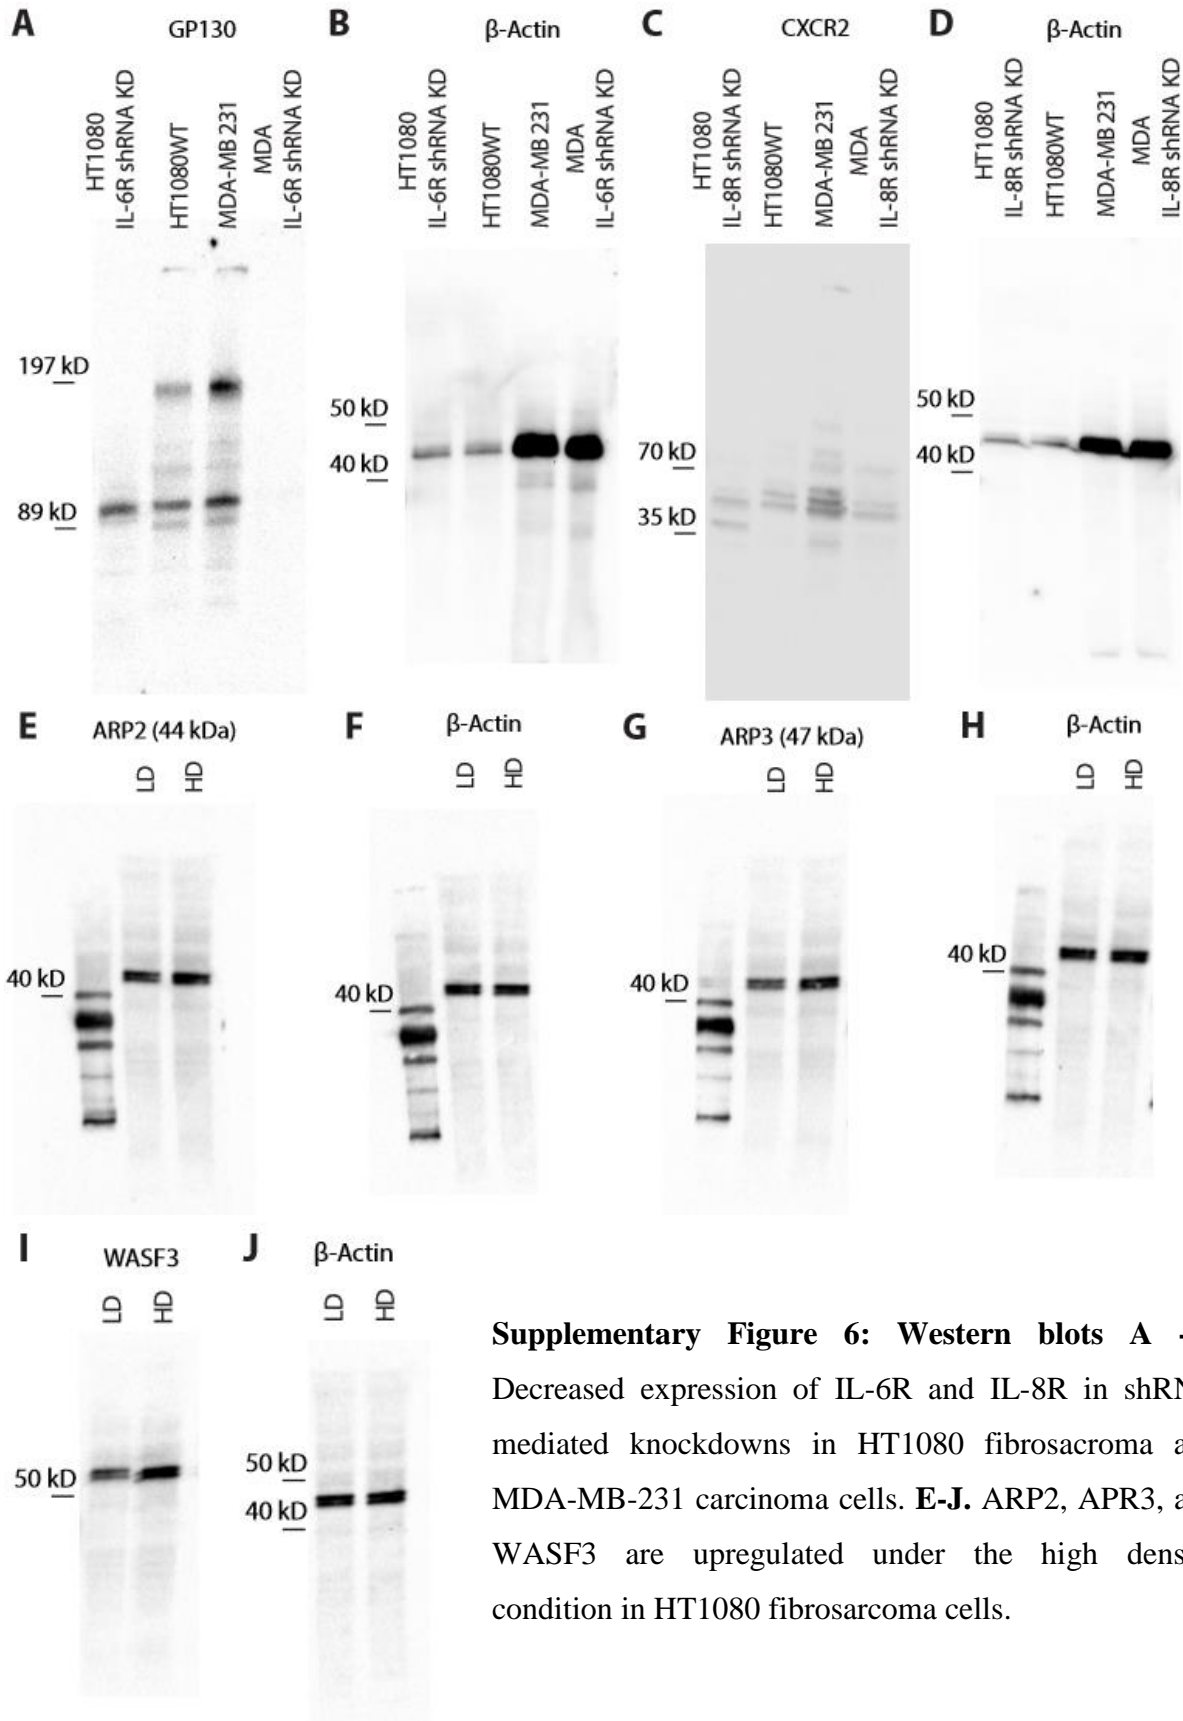 A
GP130
HT1080
IL-6R shRNA KD
HT1080WT
MDA-MB 231
MDA
IL-6R shRNA KD
197 kD
89 kD
B
β-Actin
HT1080
IL-6R shRNA KD
HT1080WT
MDA-MB 231
MDA
IL-6R shRNA KD
50 kD
40 kD
C
CXCR2
HT1080
IL-8R shRNA KD
HT1080WT
MDA-MB 231
MDA
IL-8R shRNA KD
70 kD
35 kD
D
β-Actin
HT1080
IL-8R shRNA KD
HT1080WT
MDA-MB 231
MDA
IL-8R shRNA KD
50 kD
40 kD
E
ARP2 (44 kDa)
LD
HD
40 kD
F
β-Actin
LD
HD
40 kD
G
ARP3 (47 kDa)
LD
HD
40 kD
H
β-Actin
LD
HD
40 kD
I
WASF3
LD
HD
50 kD
J
β-Actin
LD
HD
50 kD
40 kD
Supplementary Figure 6: Western blots A -
Decreased expression of IL-6R and IL-8R in shRN
mediated knockdowns in HT1080 fibrosacroma a
MDA-MB-231 carcinoma cells. E-J. ARP2, APR3, a
WASF3 are upregulated under the high dens
condition in HT1080 fibrosarcoma cells.